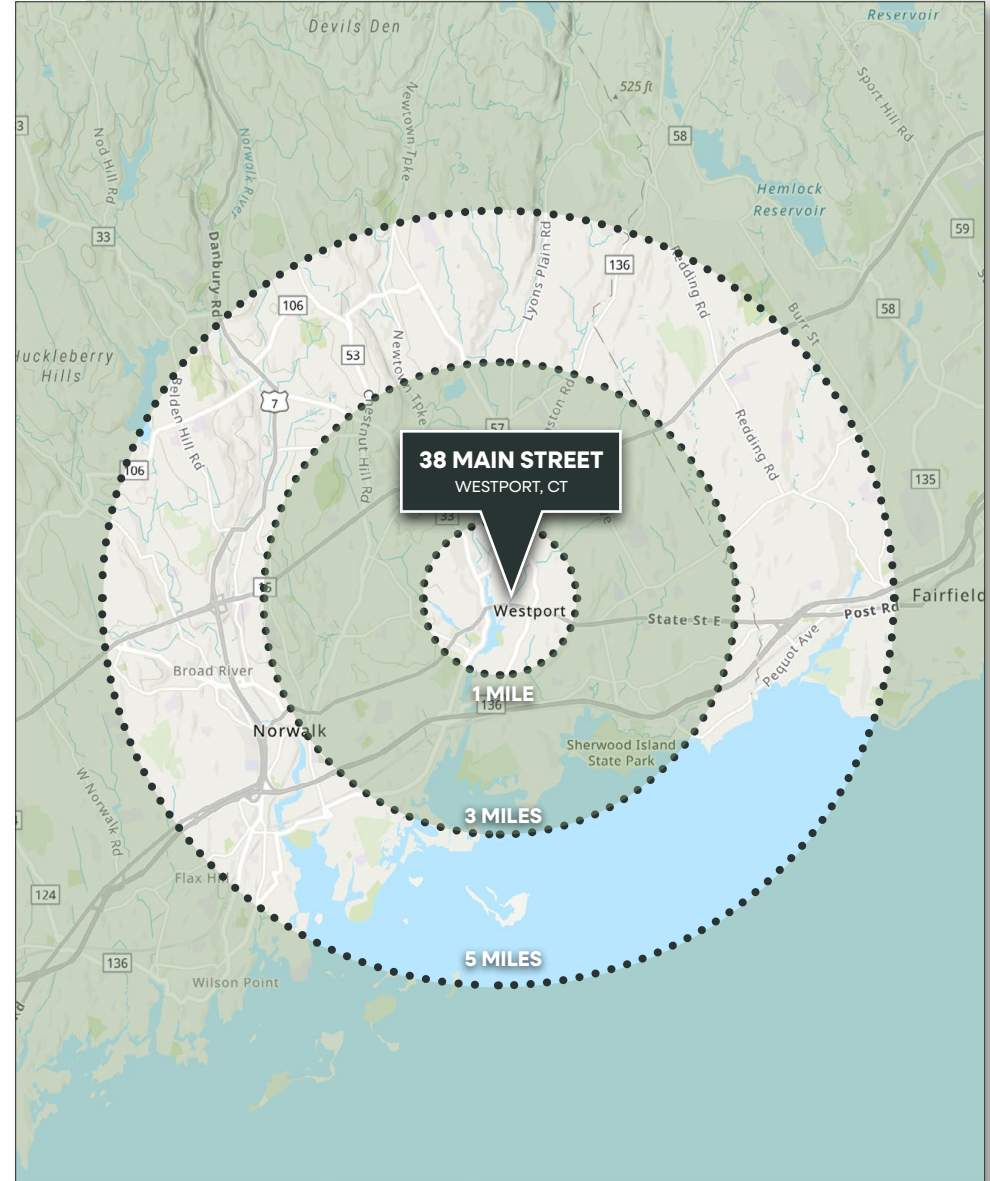 Devils Den
Reservoir
525 ft
Sport Hill Rd
Newtown Tpke
58
Nod Hill Rd
Norwalk River
Hemlock
Reservoir
33
Danbury Rd
59
136
Lyons Plain Rd
Redding Rd
106
58
Burr St
53
Huckleberry
Hills
Newtown Tpke
7
Belden Hill Rd
Chestnut Hill Rd
57
Redding Rd
38 MAIN STREET
WESTPORT, CT
106
135
33
15
Westport
Fairfield
Post Rd
State St E
Pequot Ave
Broad River
1 MILE
136
Norwalk
Sherwood Island
State Park
W Norwalk Rd
3 MILES
Flax Hill
124
5 MILES
136
Wilson Point